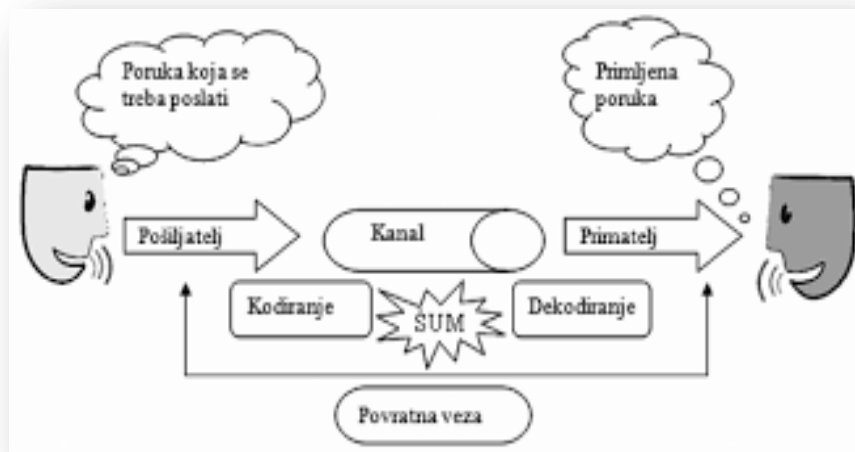 Poruka koja se
treba poslati
Primljena
poruka
Pošiljatelj
Kanal
Primatelj
Kodiranje
SUM
Dekodiranje
Povratna veza